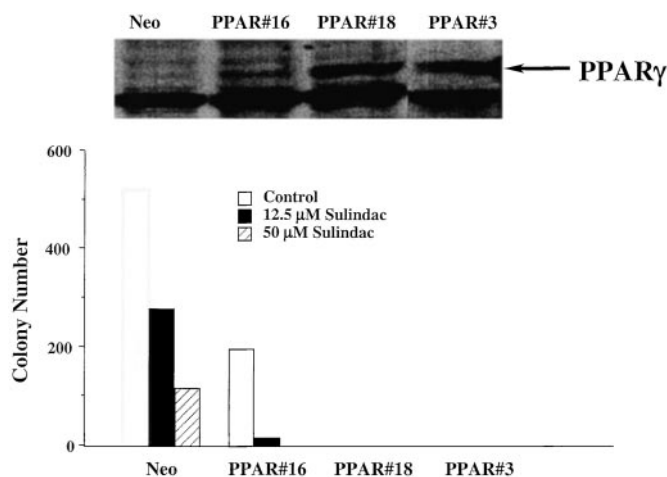 Neo PPAR#16 PPAR#18 PPAR#3
PPARγ
600
400
200
0
Colony Number
Control
12.5 μM Sulindac
50 μM Sulindac
Neo PPAR#16 PPAR#18 PPAR#3